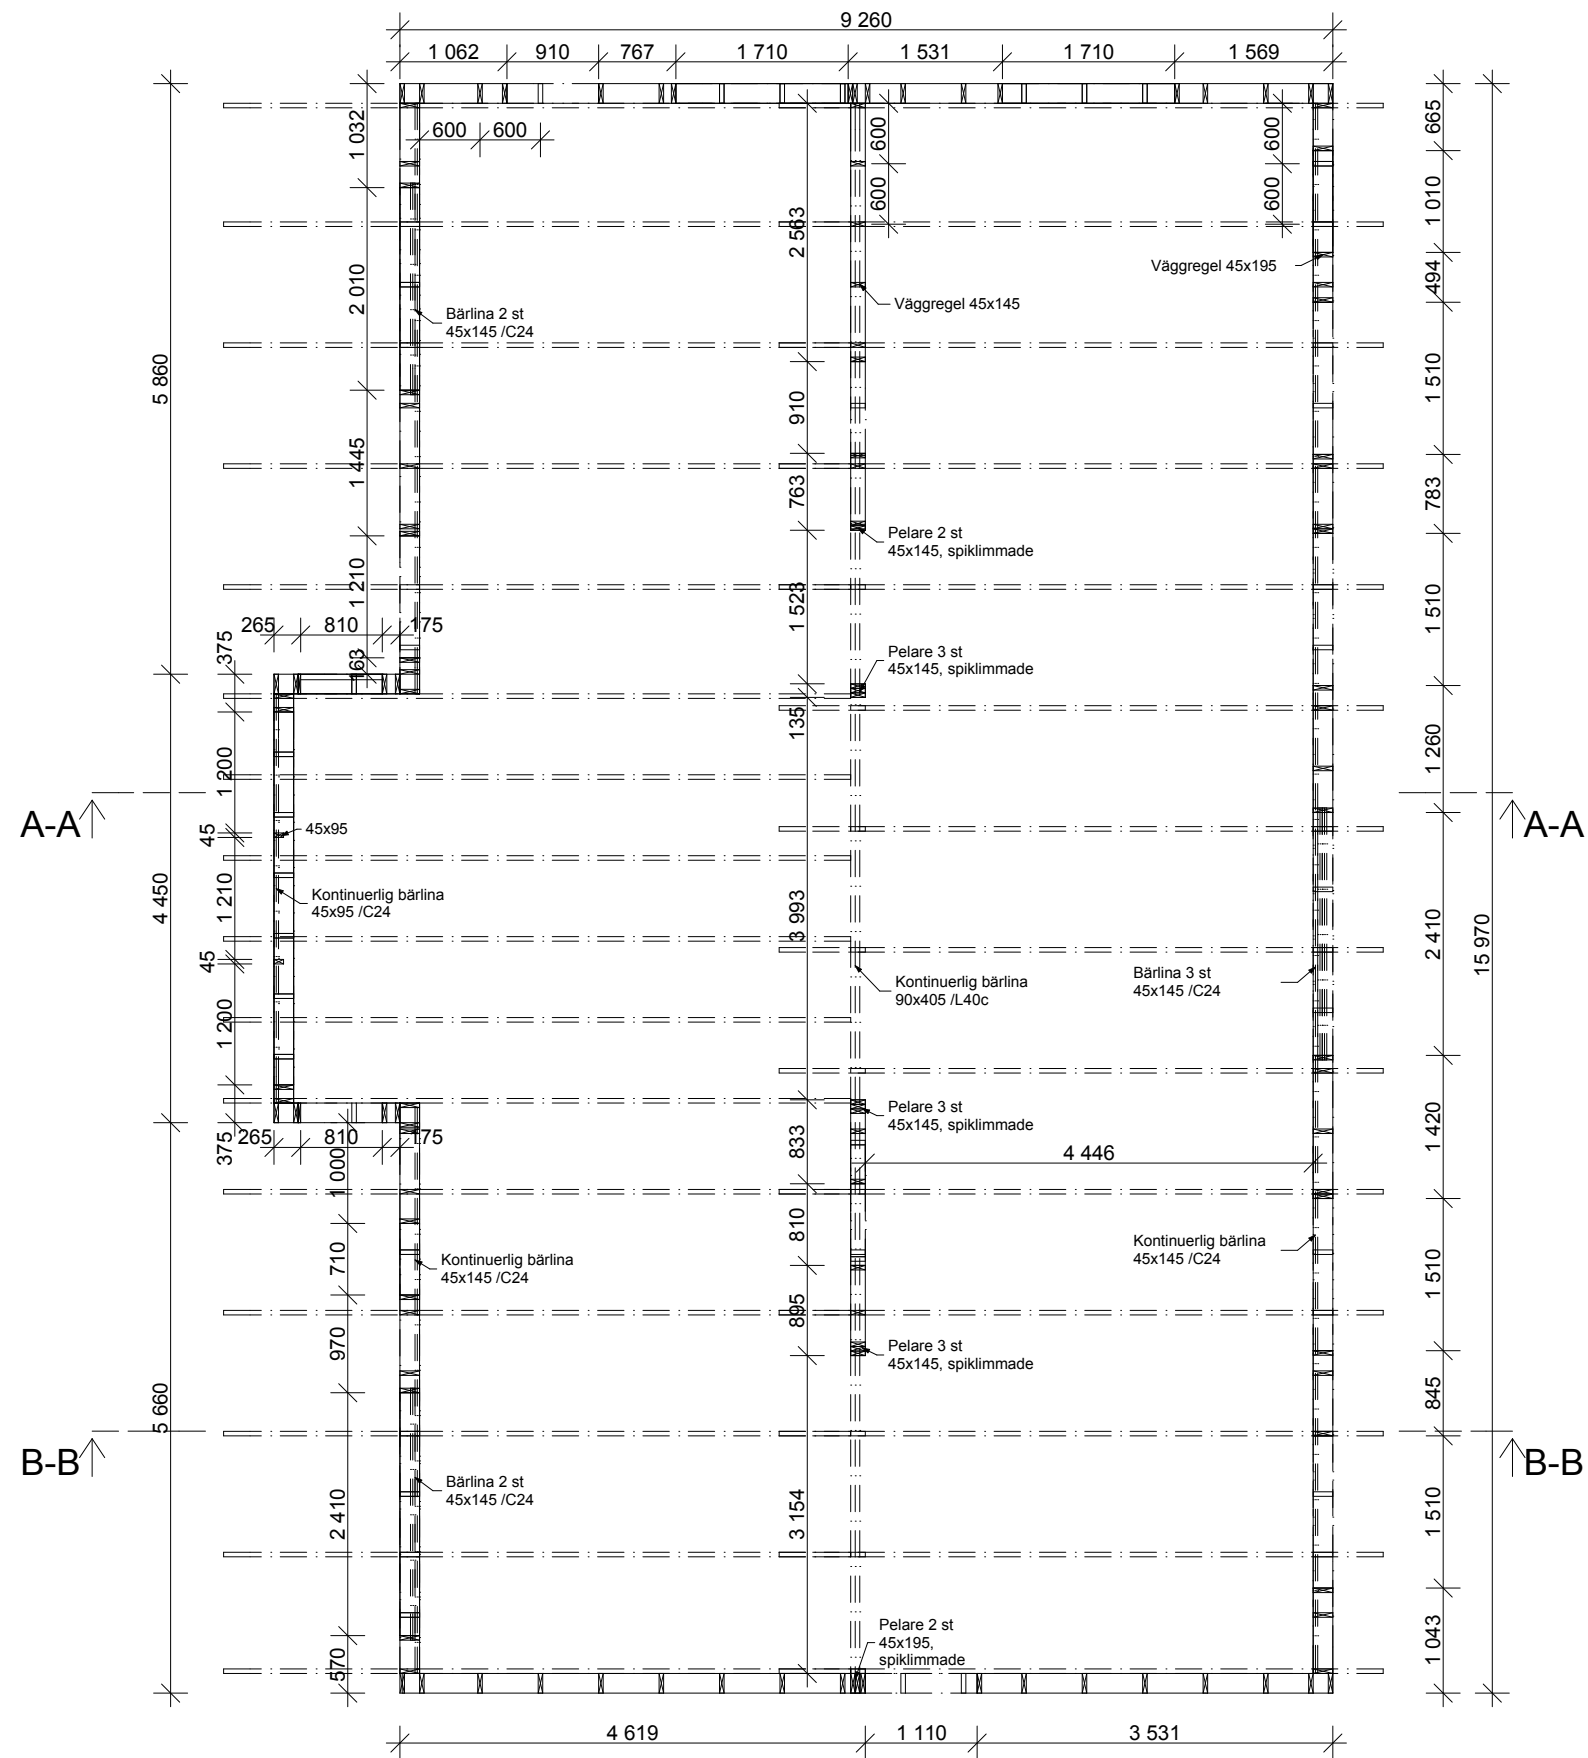 9 260
1 062
910
767
1 710
1 531
1 710
1 569
1 032
665
600
600
600
600
600
600
1 010
2 563
494
Väggregel 45x195
2 010
Väggregel 45x145
Bärlina 2 st
45x145 /C24
5 860
1 510
910
1 445
763
783
Pelare 2 st
45x145, spiklimmade
1 210
1 523
1 510
265
810
175
375
163
Pelare 3 st
45x145, spiklimmade
135
1 200
1 260
A-A
A-A
45
45x95
4 450
1 210
Kontinuerlig bärlina
45x95 /C24
3 993
2 410
15 970
45
Kontinuerlig bärlina
90x405 /L40c
Bärlina 3 st
45x145 /C24
1 200
Pelare 3 st
45x145, spiklimmade
375
265
810
175
833
1 420
4 446
1 000
810
710
Kontinuerlig bärlina
45x145 /C24
Kontinuerlig bärlina
45x145 /C24
1 510
895
970
Pelare 3 st
45x145, spiklimmade
845
5 660
B-B
B-B
Bärlina 2 st
45x145 /C24
2 410
3 154
1 510
Pelare 2 st
45x195,
spiklimmade
570
1 043
4 619
1 110
3 531